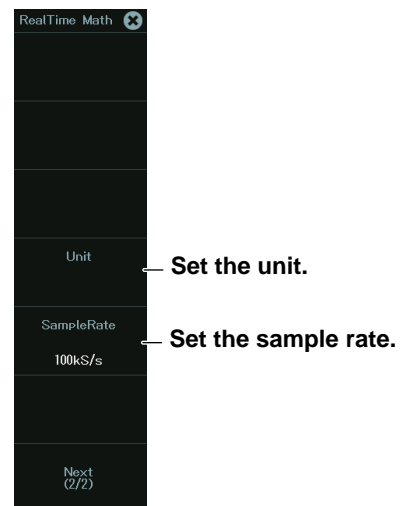 RealTime Math
Unit
Set the unit.
SampleRate
Set the sample rate.
100kS/s
Next
(2/2)